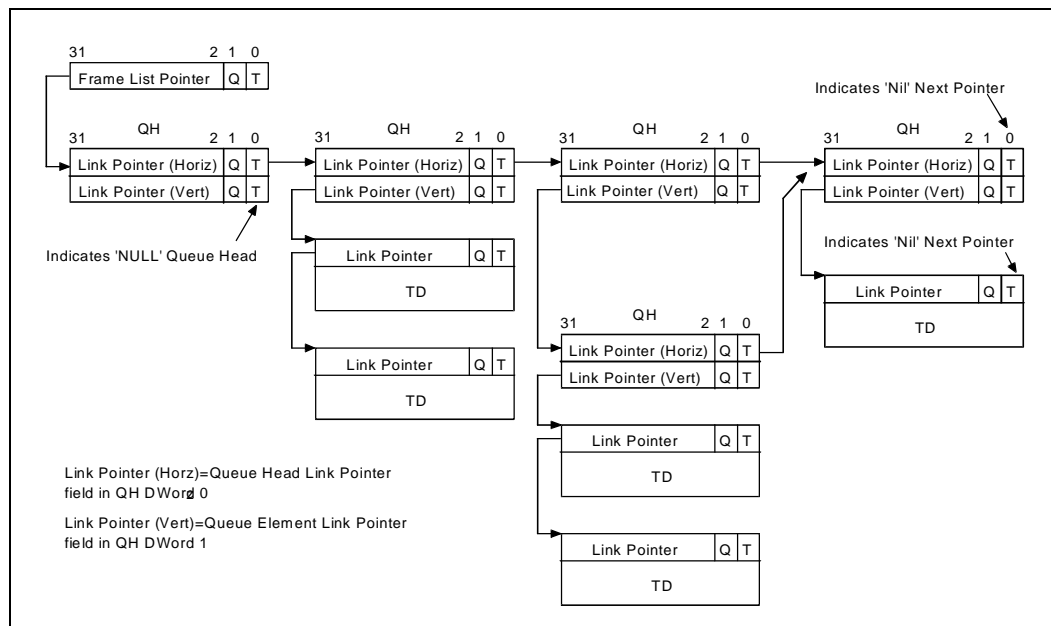 31 2 1 0
Frame List Pointer Q T
Indicates 'Nil' Next Pointer
QH
31 2 1 0
Link Pointer (Horiz) Q T
Link Pointer (Vert) Q T
Indicates 'NULL' Queue Head
QH
31 2 1 0
Link Pointer (Horiz) Q T
Link Pointer (Vert) Q T
Link Pointer Q T
TD
Link Pointer Q T
TD
QH
31 2 1 0
Link Pointer (Horiz) Q T
Link Pointer (Vert) Q T
QH
31 2 1 0
Link Pointer (Horiz) Q T
Link Pointer (Vert) Q T
Link Pointer Q T
TD
Link Pointer Q T
TD
QH
31 2 1 0
Link Pointer (Horiz) Q T
Link Pointer (Vert) Q T
Indicates 'Nil' Next Pointer
Link Pointer Q T
TD
Link Pointer (Horz)=Queue Head Link Pointer
field in QH DWord 0
Link Pointer (Vert)=Queue Element Link Pointer
field in QH DWord 1